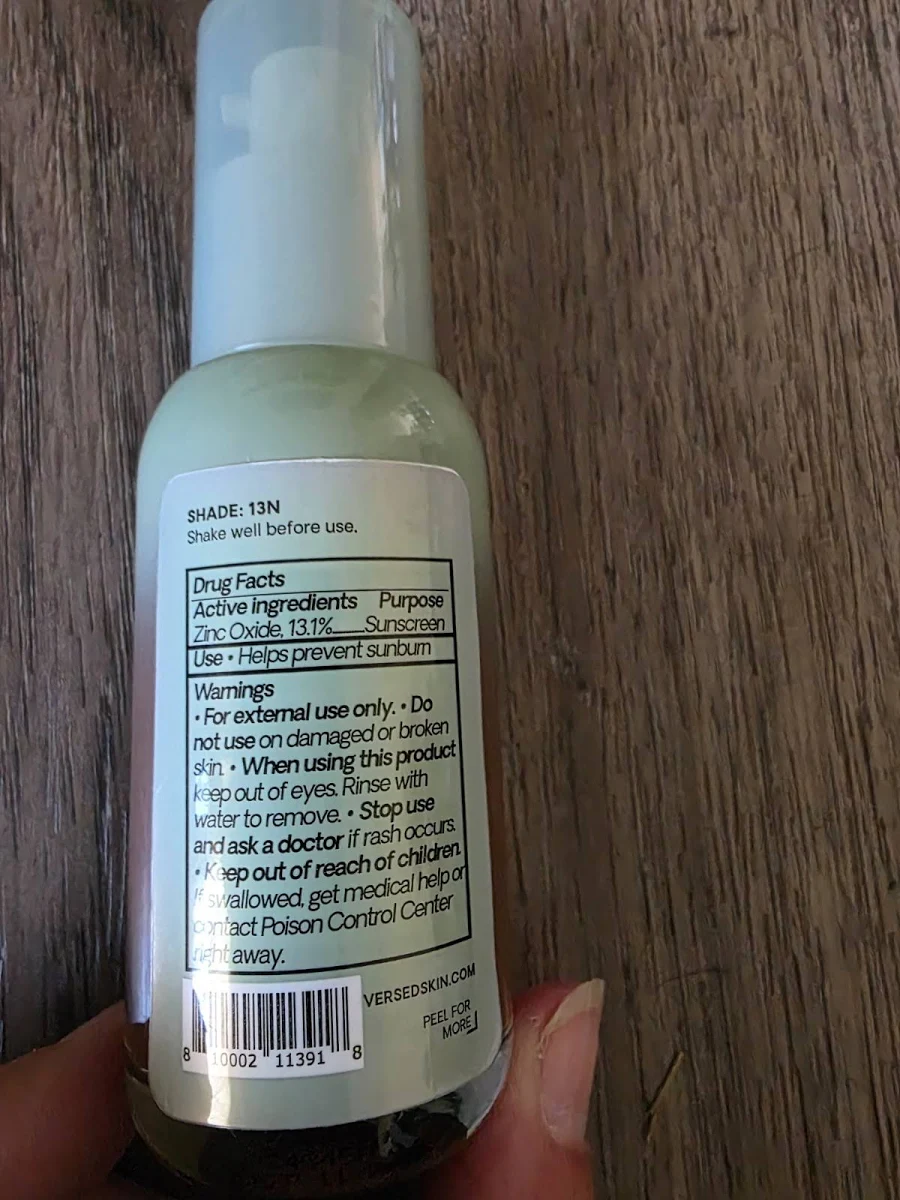 SHADE: 13N
Shake well before use.
Drug Facts
Active ingredients Purpose
Zinc Oxide, 13.1%___Sunscreen
Use • Helps prevent sunburn
Warnings
• For external use only. • Do
not use on damaged or broken
skin. • When using this product
keep out of eyes. Rinse with
water to remove. • Stop use
and ask a doctor if rash occurs.
• Keep out of reach of children.
If swallowed, get medical help or
contact Poison Control Center
right away.
VERSEDSKIN.COM
PEEL FOR
MORE
8 10002 11391 8